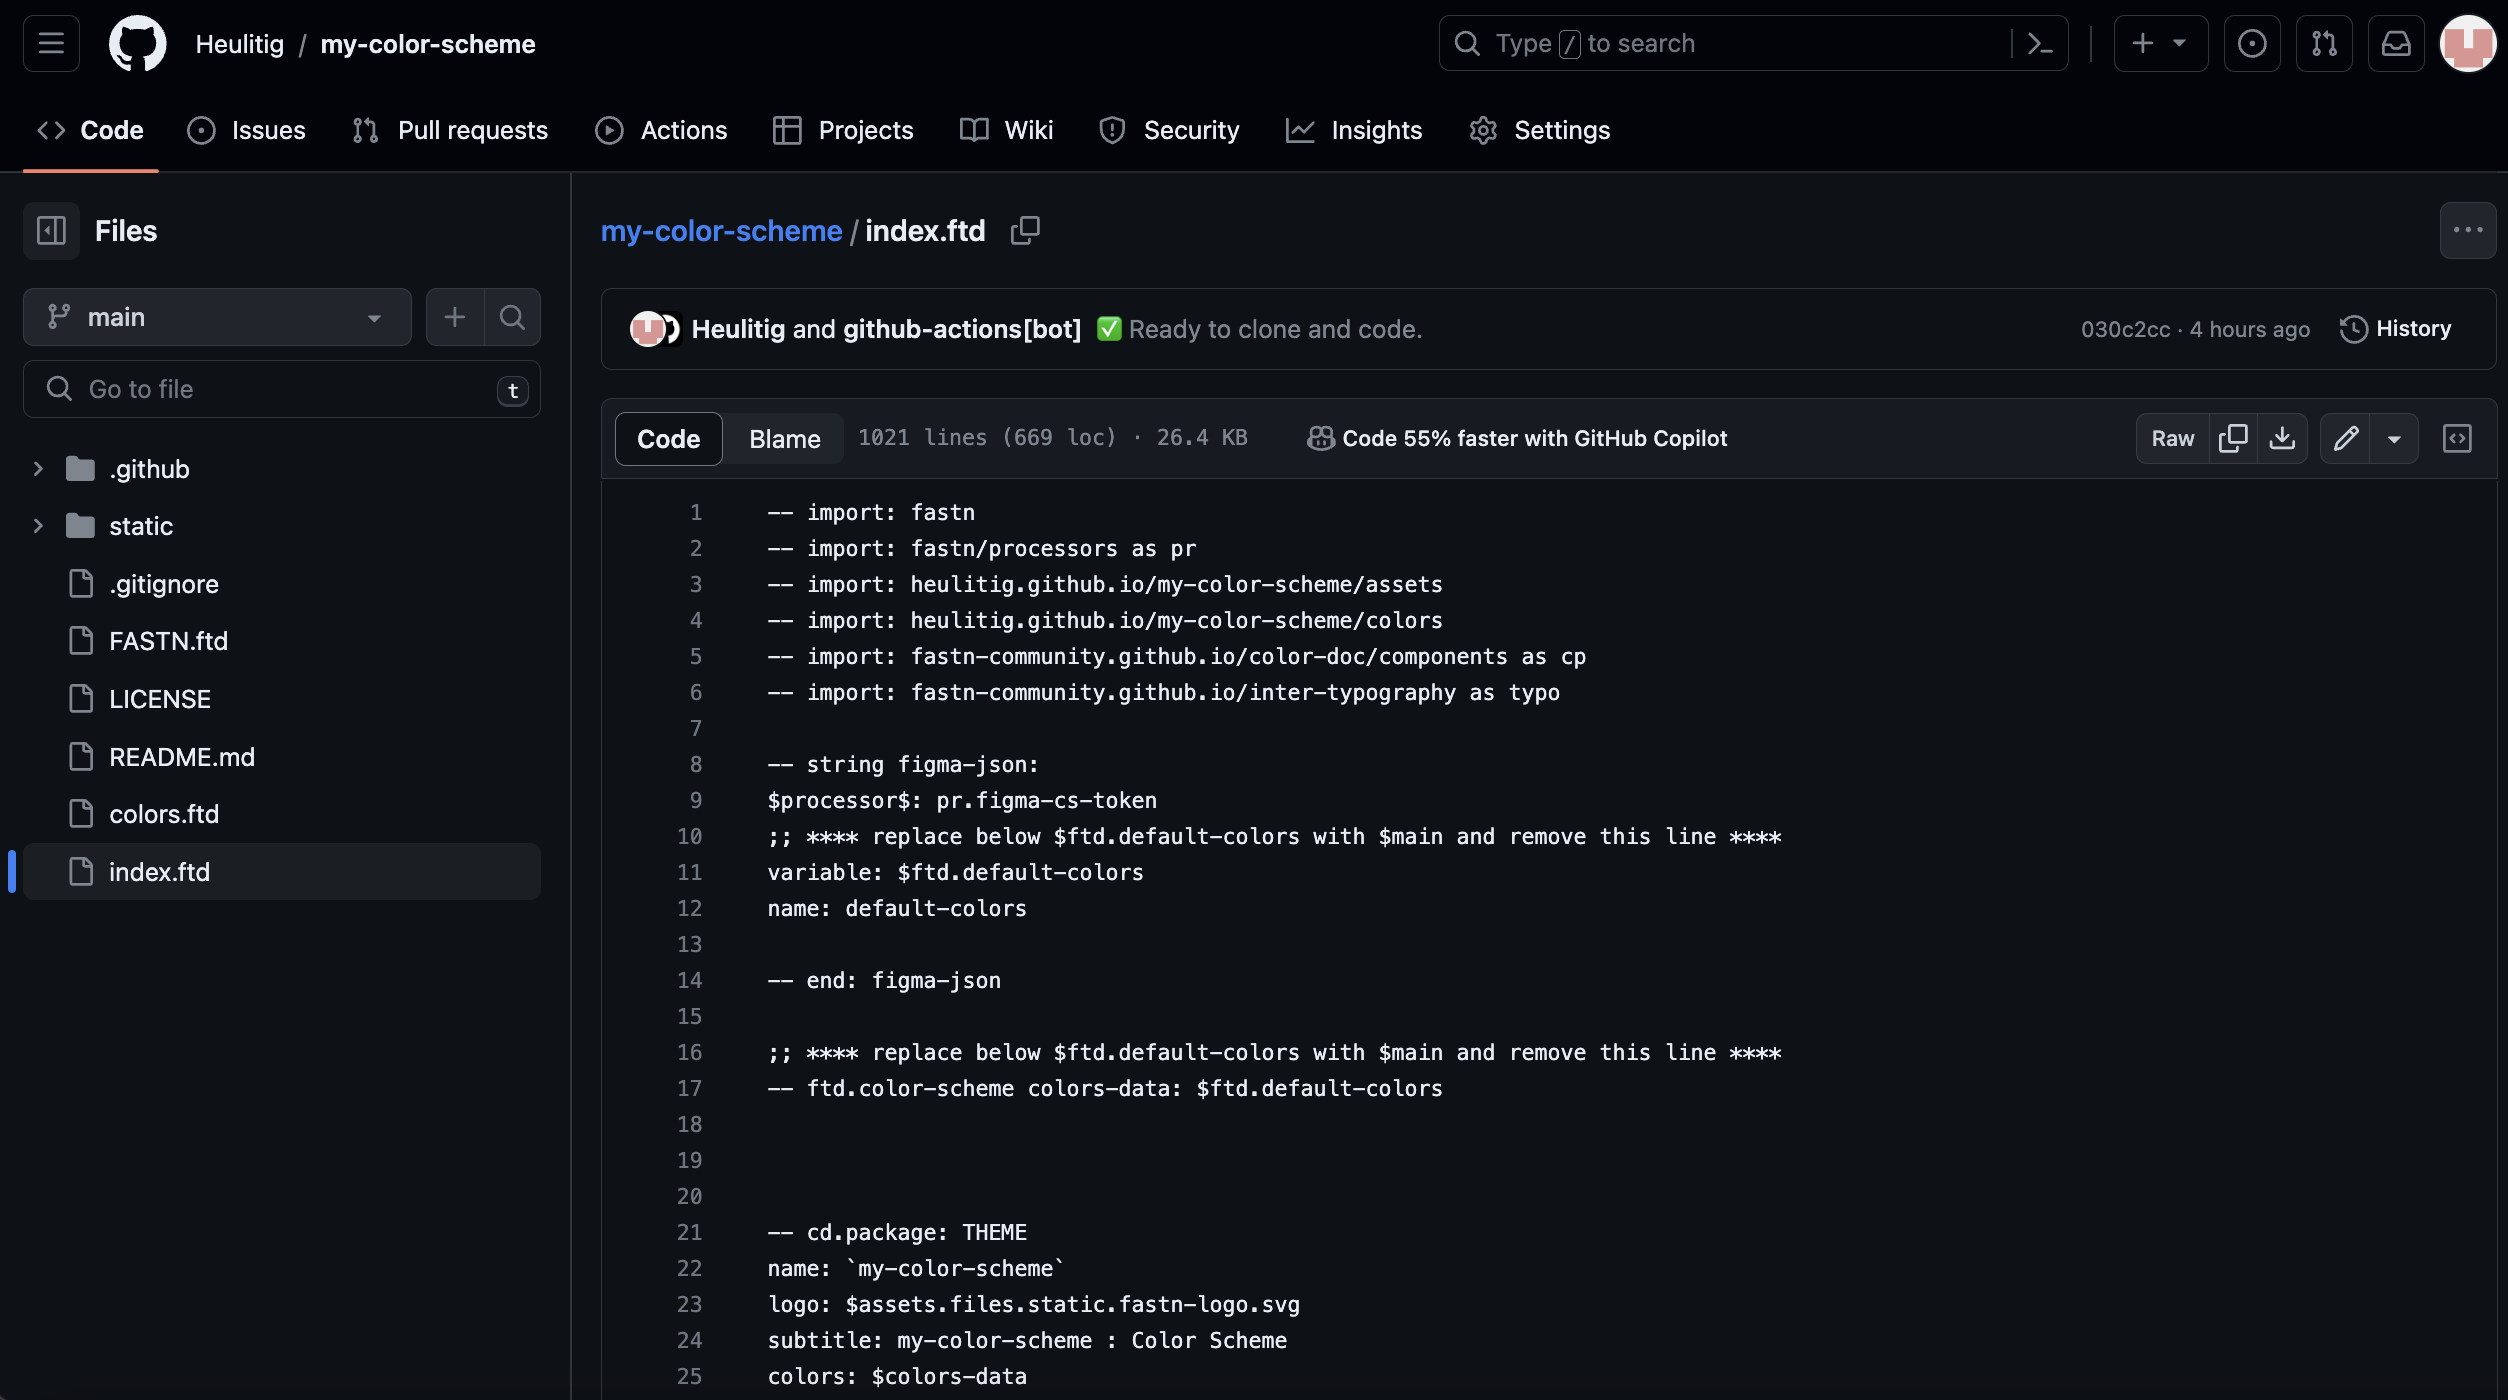 Heulitig / my-color-scheme
Type / to search
Code
Issues
Pull requests
Actions
Projects
Wiki
Security
Insights
Settings
Files
main
Go to file
t
.github
static
.gitignore
FASTN.ftd
LICENSE
README.md
colors.ftd
index.ftd
my-color-scheme / index.ftd
Heulitig and github-actions[bot] ✅ Ready to clone and code.
030c2cc · 4 hours ago
History
Code
Blame
1021 lines (669 loc) · 26.4 KB
Code 55% faster with GitHub Copilot
Raw
1 -- import: fastn
2 -- import: fastn/processors as pr
3 -- import: heulitig.github.io/my-color-scheme/assets
4 -- import: heulitig.github.io/my-color-scheme/colors
5 -- import: fastn-community.github.io/color-doc/components as cp
6 -- import: fastn-community.github.io/inter-typography as typo
7
8 -- string figma-json:
9 $processor$: pr.figma-cs-token
10 ;; **** replace below $ftd.default-colors with $main and remove this line ****
11 variable: $ftd.default-colors
12 name: default-colors
13
14 -- end: figma-json
15
16 ;; **** replace below $ftd.default-colors with $main and remove this line ****
17 -- ftd.color-scheme colors-data: $ftd.default-colors
18
19
20
21 -- cd.package: THEME
22 name: `my-color-scheme`
23 logo: $assets.files.static.fastn-logo.svg
24 subtitle: my-color-scheme : Color Scheme
25 colors: $colors-data